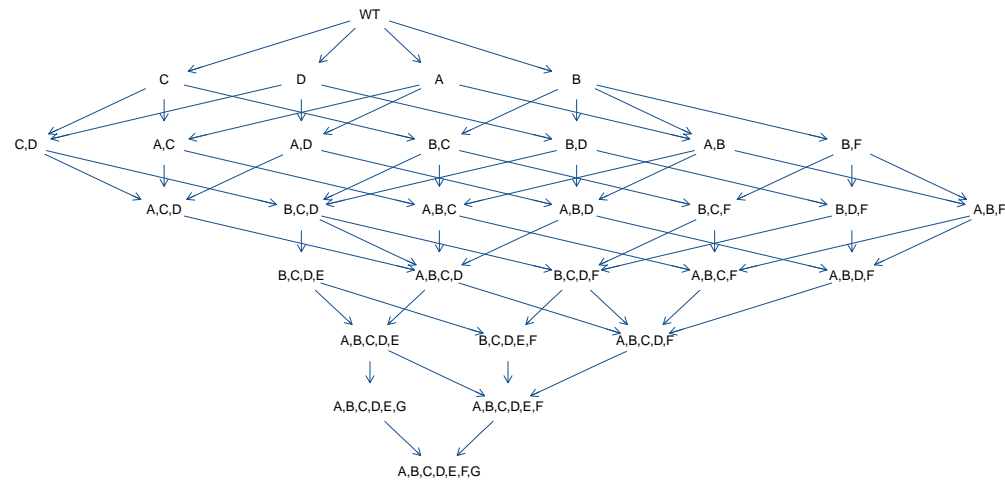 WT
C D A B
C,D A,C A,D B,C B,D A,B B,F
A,C,D B,C,D A,B,C A,B,D B,C,F B,D,F A,B,F
B,C,D,E A,B,C,D B,C,D,F A,B,C,F A,B,D,F
A,B,C,D,E B,C,D,E,F A,B,C,D,F
A,B,C,D,E,G A,B,C,D,E,F
A,B,C,D,E,F,G